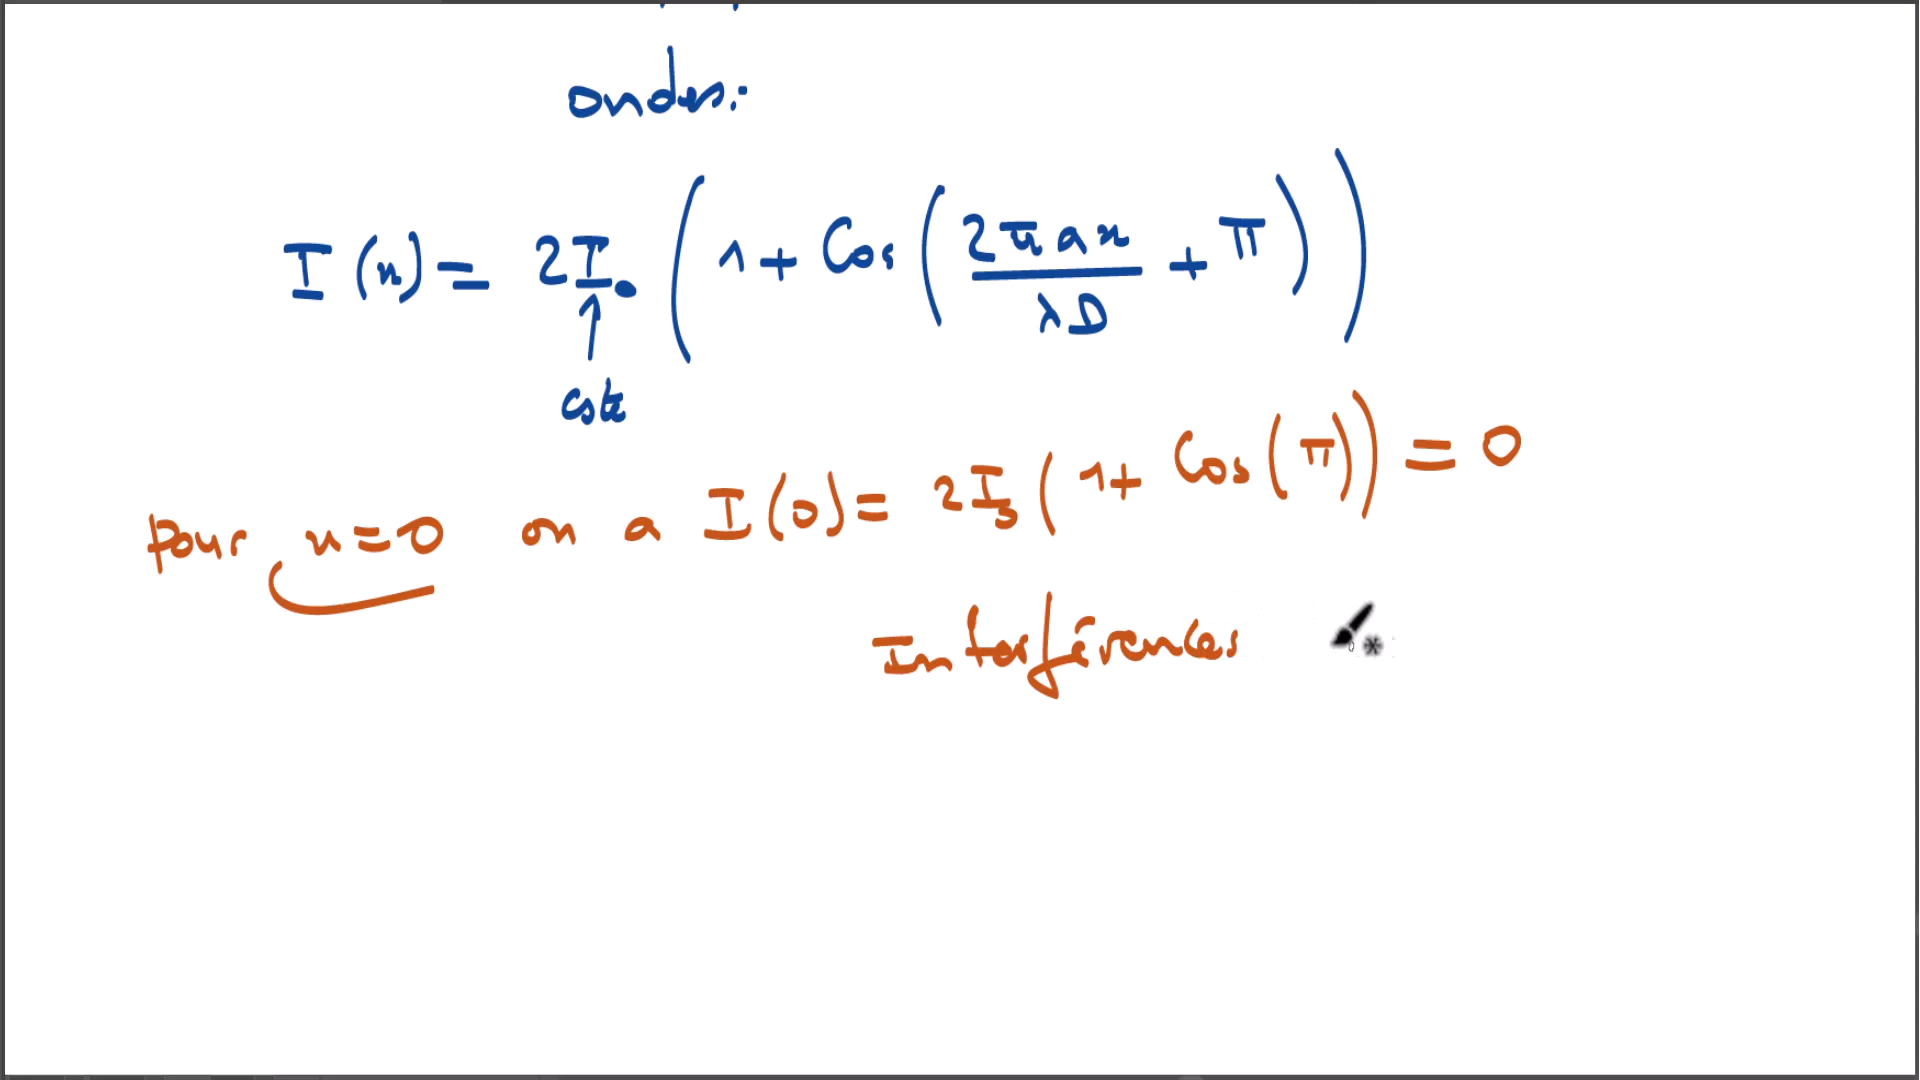 ondes:
I(x) = 2I₀ (1 + Cos (2πax / λD + π))
↑
cste
Pour x=0 on a I(0) = 2I₀ (1 + Cos(π)) = 0
Interférences